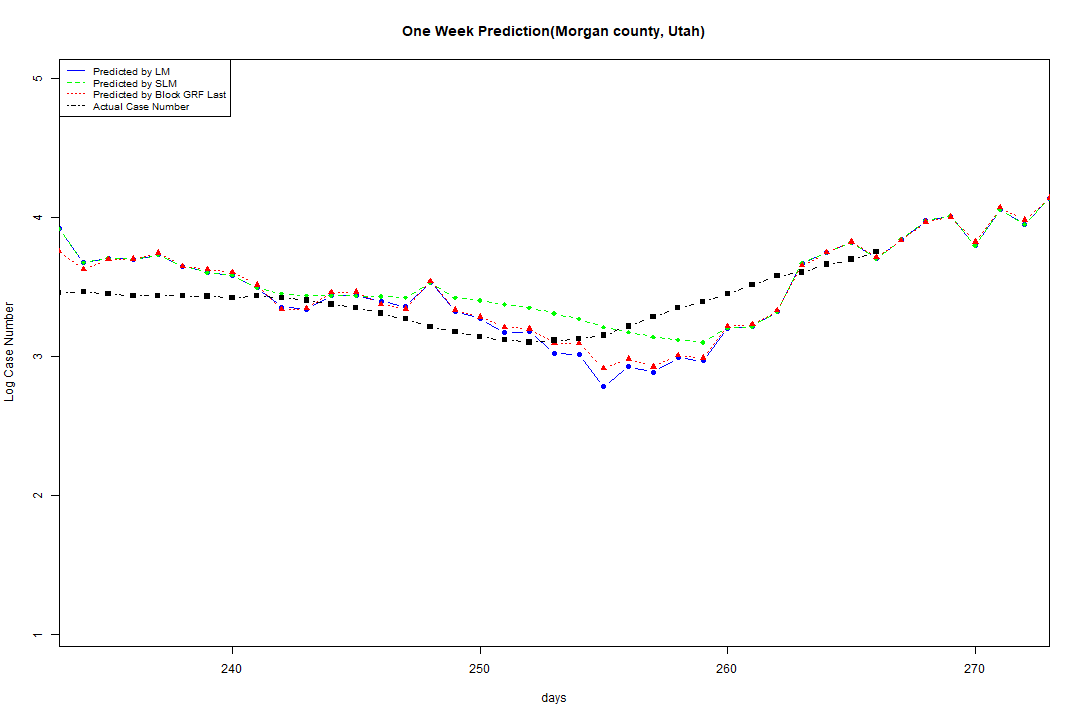 One Week Prediction(Morgan county, Utah)
Predicted by LM
Predicted by SLM
Predicted by Block GRF Last
Actual Case Number
5
4
3
2
1
Log Case Number
240 250 260 270
days